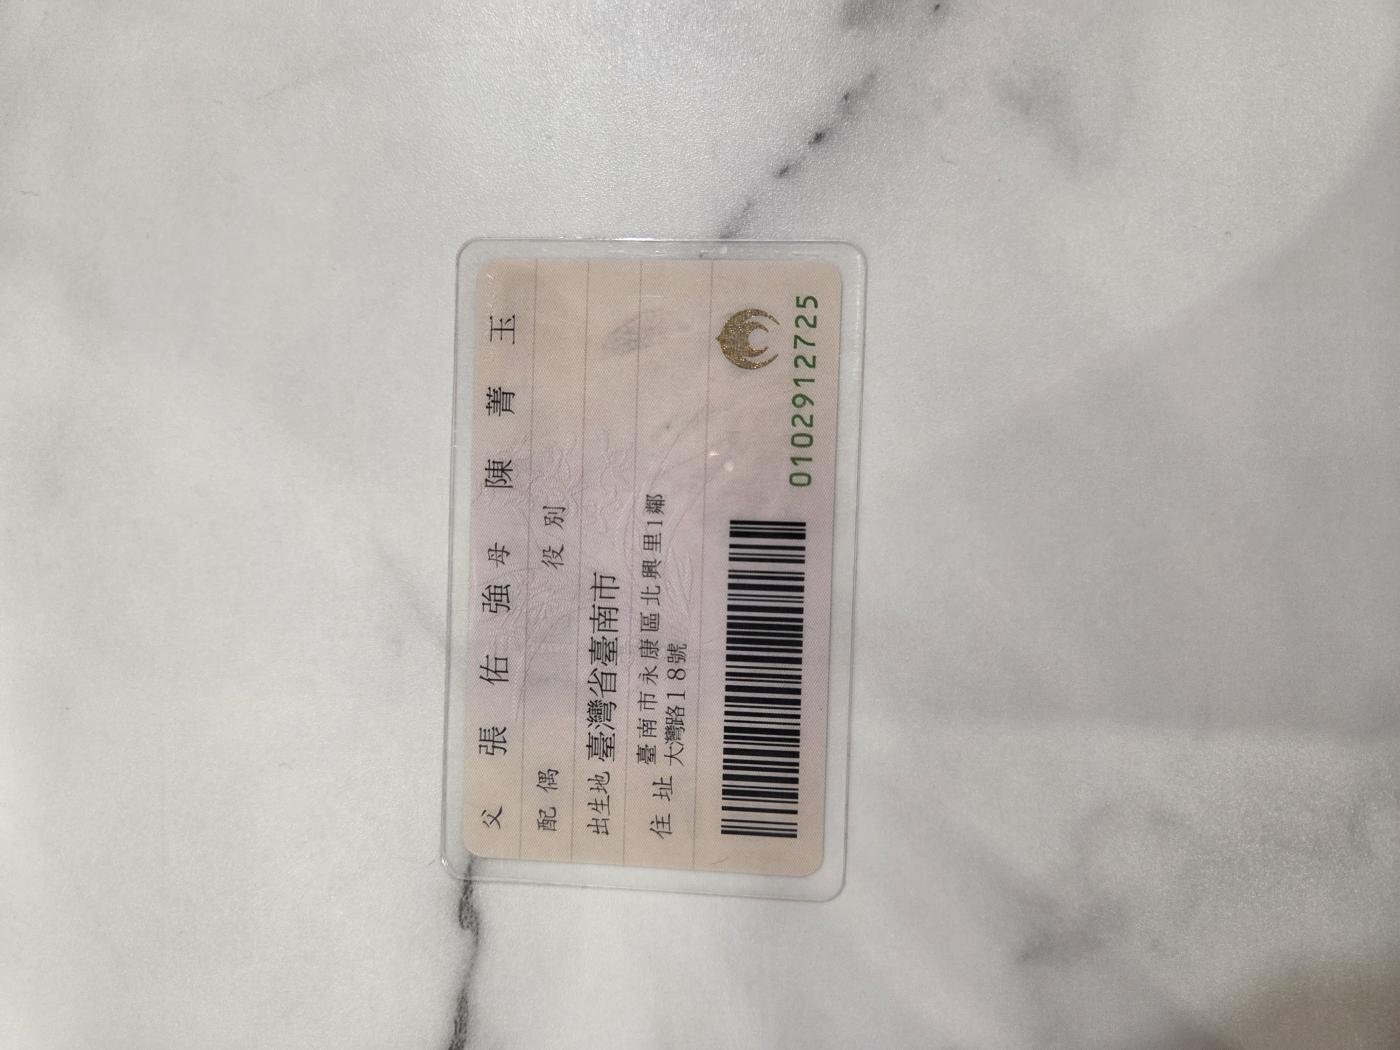 父 張佑強 母 陳菁玉
配偶 役別
出生地 臺灣省臺南市
住址 臺南市永康區北興里1鄰
大灣路18號
0102912725